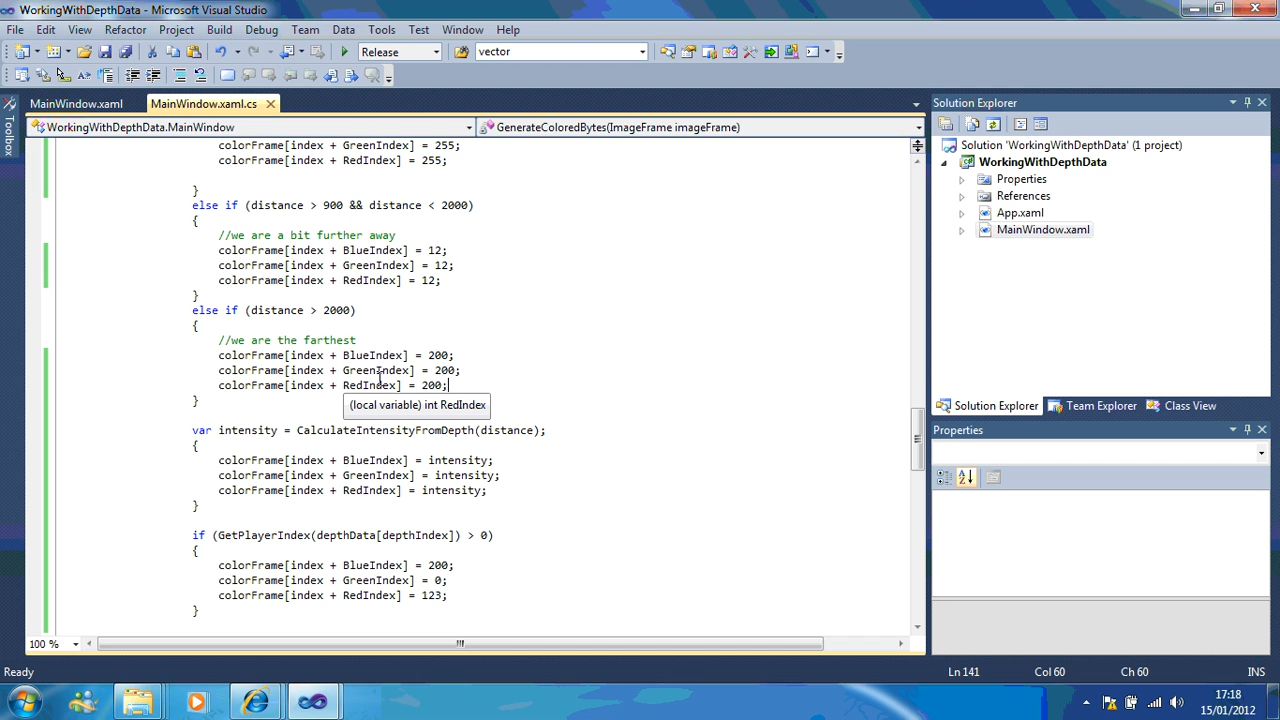 WorkingWithDepthData - Microsoft Visual Studio
File Edit View Refactor Project Build Debug Team Data Tools Test Window Help
Release vector
MainWindow.xaml MainWindow.xaml.cs
WorkingWithDepthData.MainWindow GenerateColoredBytes(ImageFrame imageFrame)
Toolbox
colorFrame[index + GreenIndex] = 255;
colorFrame[index + RedIndex] = 255;
}
else if (distance > 900 && distance < 2000)
{
//we are a bit further away
colorFrame[index + BlueIndex] = 12;
colorFrame[index + GreenIndex] = 12;
colorFrame[index + RedIndex] = 12;
}
else if (distance > 2000)
{
//we are the farthest
colorFrame[index + BlueIndex] = 200;
colorFrame[index + GreenIndex] = 200;
colorFrame[index + RedIndex] = 200;
}
(local variable) int RedIndex
var intensity = CalculateIntensityFromDepth(distance);
{
colorFrame[index + BlueIndex] = intensity;
colorFrame[index + GreenIndex] = intensity;
colorFrame[index + RedIndex] = intensity;
}
if (GetPlayerIndex(depthData[depthIndex]) > 0)
{
colorFrame[index + BlueIndex] = 200;
colorFrame[index + GreenIndex] = 0;
colorFrame[index + RedIndex] = 123;
}
100 %
Solution Explorer
Solution 'WorkingWithDepthData' (1 project)
WorkingWithDepthData
Properties
References
App.xaml
MainWindow.xaml
Solution Explorer Team Explorer Class View
Properties
Ready Ln 141 Col 60 Ch 60 INS
17:18
15/01/2012